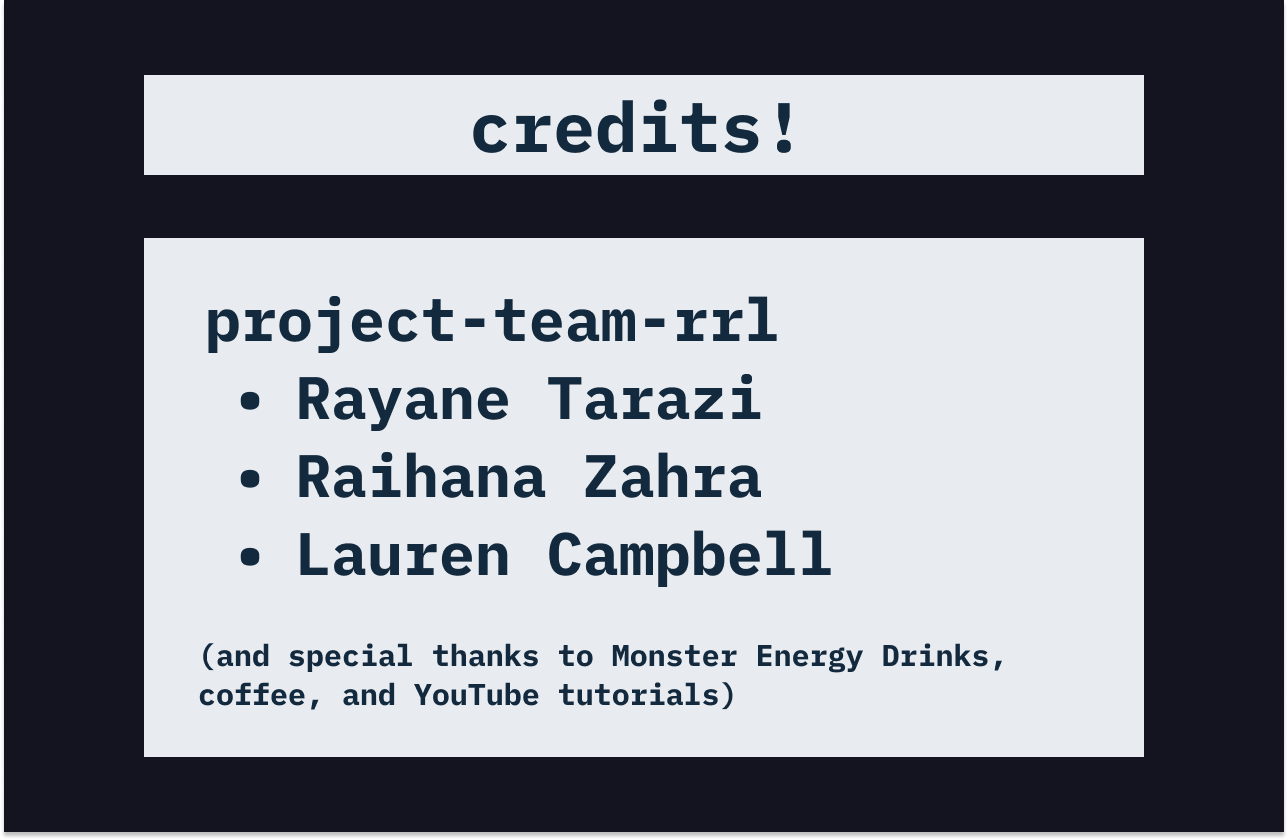 credits!
project-team-rrl
• Rayane Tarazi
• Raihana Zahra
• Lauren Campbell
(and special thanks to Monster Energy Drinks,
coffee, and YouTube tutorials)